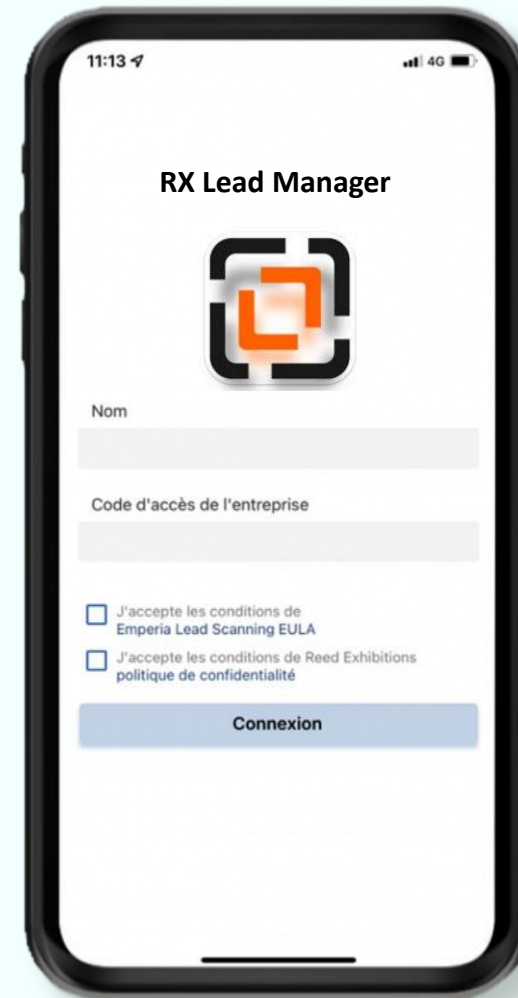 11:13
4G
RX Lead Manager
Nom
Code d'accès de l'entreprise
J'accepte les conditions de
Emperia Lead Scanning EULA
J'accepte les conditions de Reed Exhibitions
politique de confidentialité
Connexion